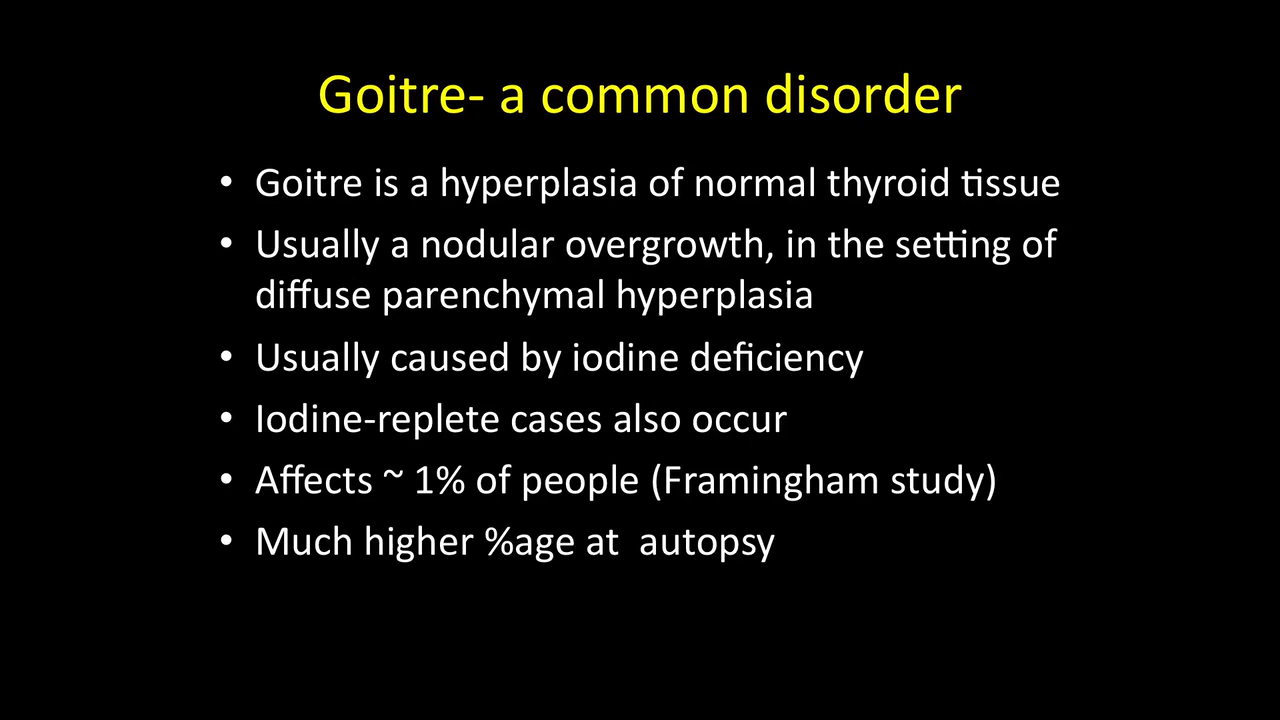 Goitre- a common disorder
• Goitre is a hyperplasia of normal thyroid tissue
• Usually a nodular overgrowth, in the setting of
diffuse parenchymal hyperplasia
• Usually caused by iodine deficiency
• Iodine-replete cases also occur
• Affects ~ 1% of people (Framingham study)
• Much higher %age at  autopsy